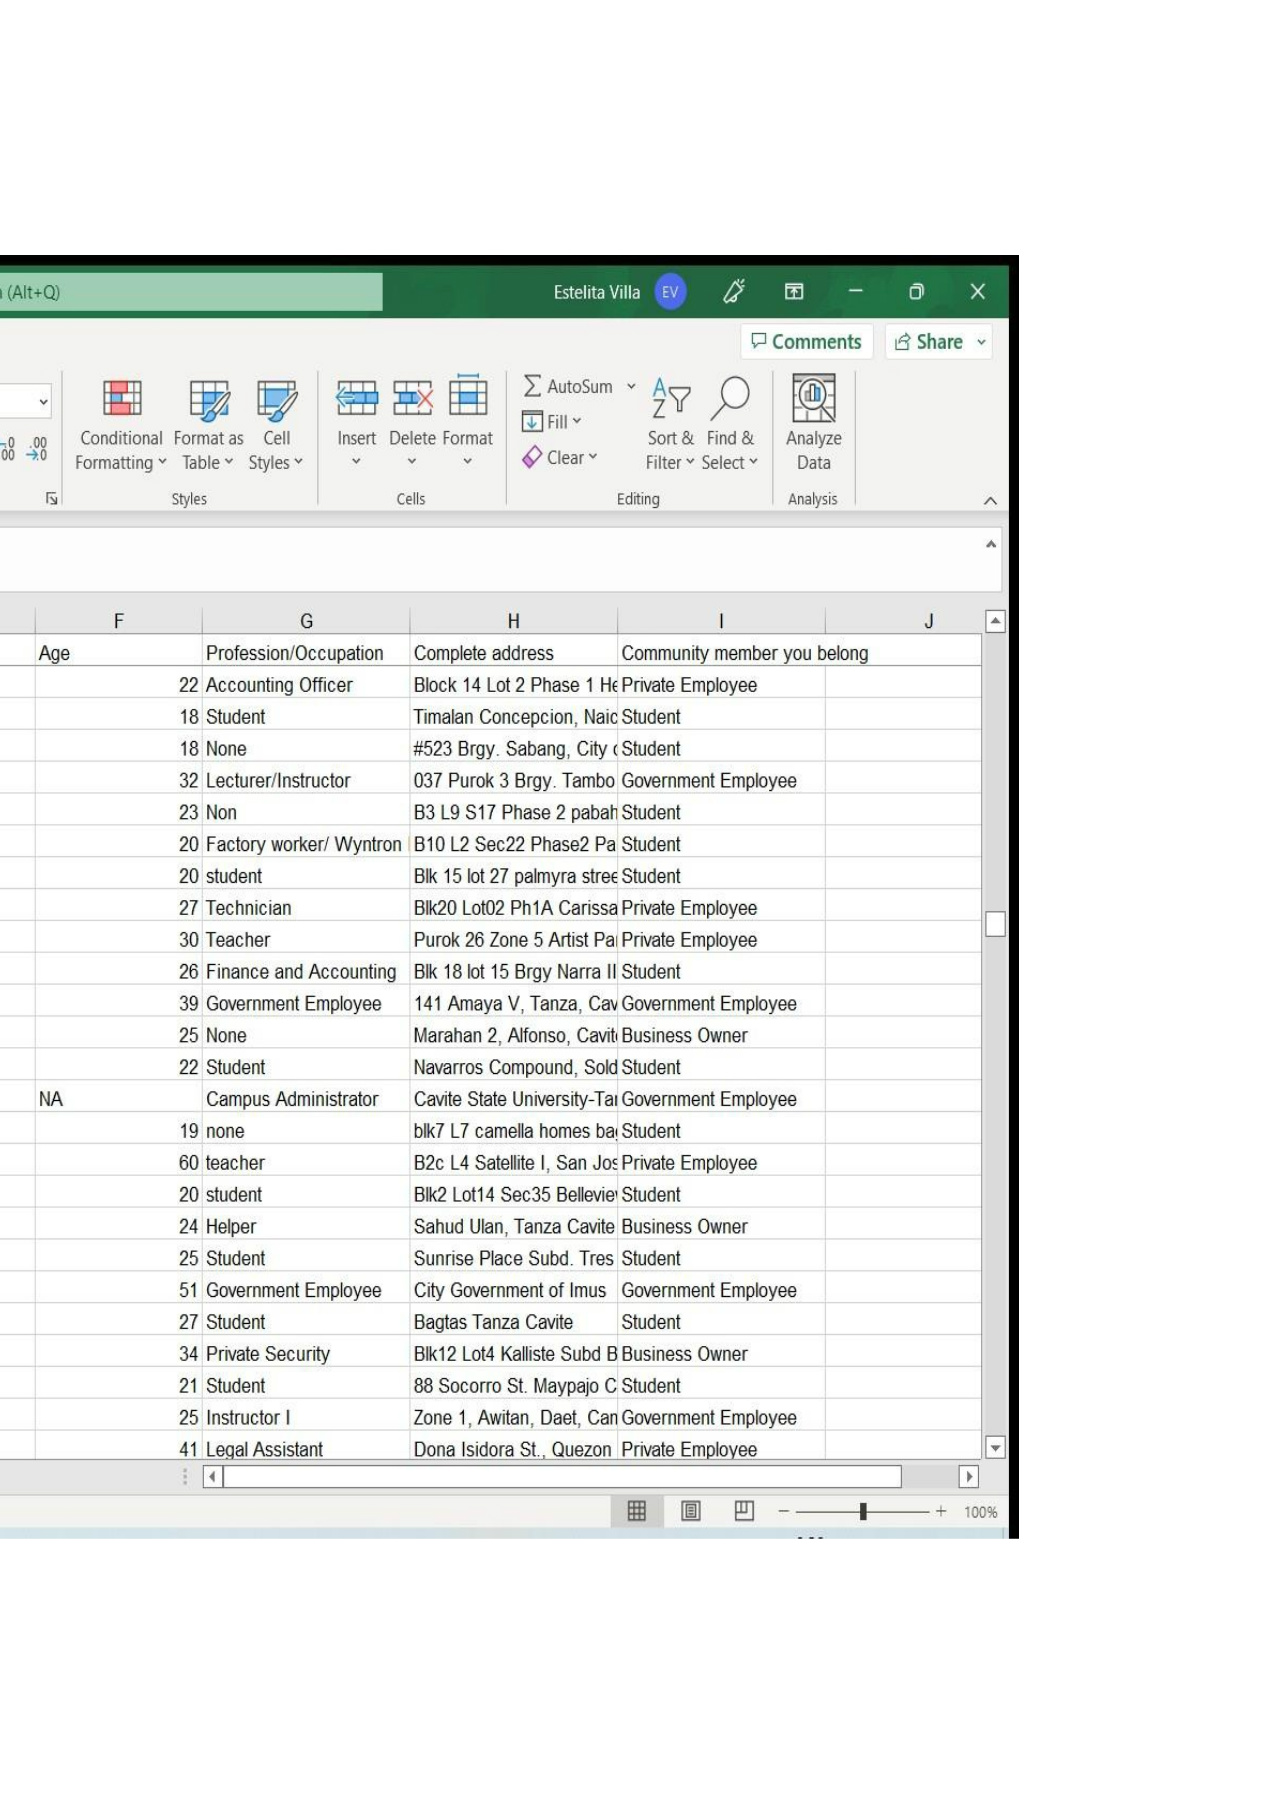 (Alt+Q) Estelita Villa EV
Comments Share
Conditional Formatting Format as Table Cell Styles Insert Delete Format AutoSum Fill Clear Sort & Filter Find & Select Analyze Data
00 .00 →.0
Styles Cells Editing Analysis
F G H I J
Age Profession/Occupation Complete address Community member you belong
22 Accounting Officer Block 14 Lot 2 Phase 1 He Private Employee
18 Student Timalan Concepcion, Naic Student
18 None #523 Brgy. Sabang, City Student
32 Lecturer/Instructor 037 Purok 3 Brgy. Tambo Government Employee
23 Non B3 L9 S17 Phase 2 pabah Student
20 Factory worker/ Wyntron B10 L2 Sec22 Phase2 Pa Student
20 student Blk 15 lot 27 palmyra stree Student
27 Technician Blk20 Lot02 Ph1A Carissa Private Employee
30 Teacher Purok 26 Zone 5 Artist Pa Private Employee
26 Finance and Accounting Blk 18 lot 15 Brgy Narra II Student
39 Government Employee 141 Amaya V, Tanza, Cav Government Employee
25 None Marahan 2, Alfonso, Cavit Business Owner
22 Student Navarros Compound, Sold Student
NA Campus Administrator Cavite State University-Ta Government Employee
19 none blk7 L7 camella homes ba Student
60 teacher B2c L4 Satellite I, San Jos Private Employee
20 student Blk2 Lot14 Sec35 Bellevie Student
24 Helper Sahud Ulan, Tanza Cavite Business Owner
25 Student Sunrise Place Subd. Tres Student
51 Government Employee City Government of Imus Government Employee
27 Student Bagtas Tanza Cavite Student
34 Private Security Blk12 Lot4 Kalliste Subd B Business Owner
21 Student 88 Socorro St. Maypajo C Student
25 Instructor I Zone 1, Awitan, Daet, Cam Government Employee
41 Legal Assistant Dona Isidora St., Quezon Private Employee
100%